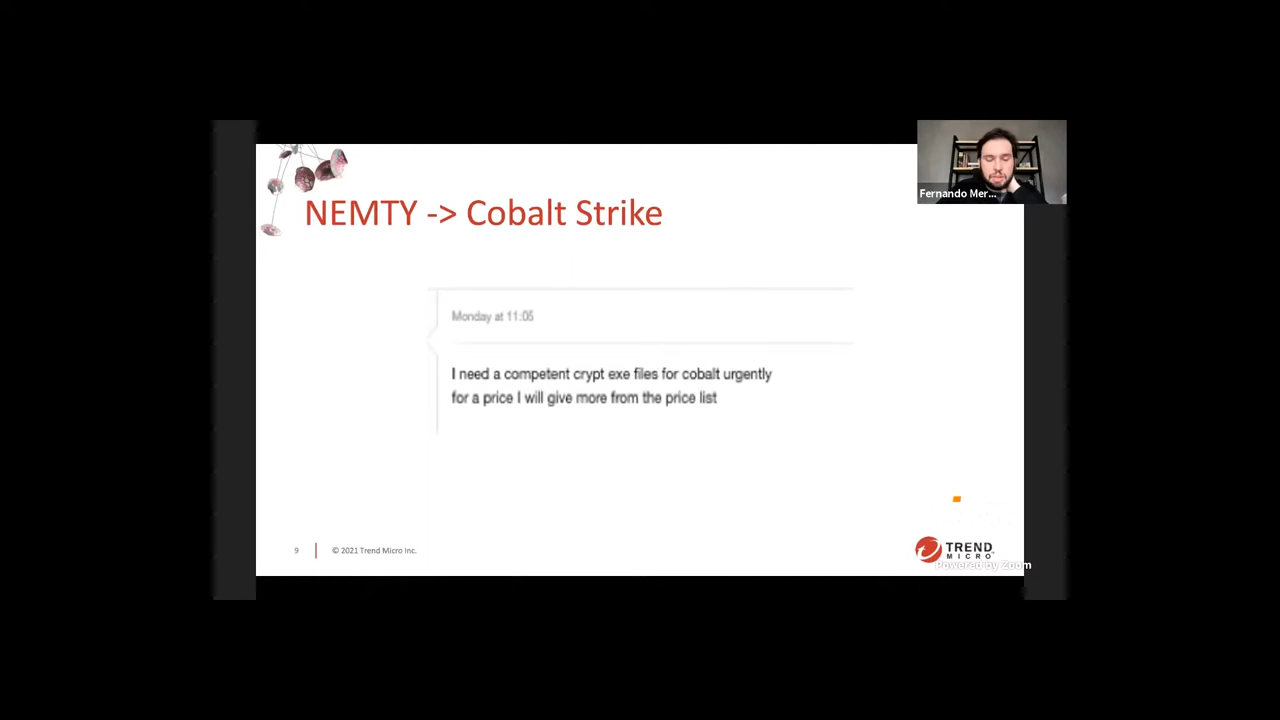 Fernando Mer...
NEMTY -> Cobalt Strike
Monday at 11:05
I need a competent crypt exe files for cobalt urgently
for a price I will give more from the price list
9
© 2021 Trend Micro Inc.
TREND
MICRO
Powered by Zoom